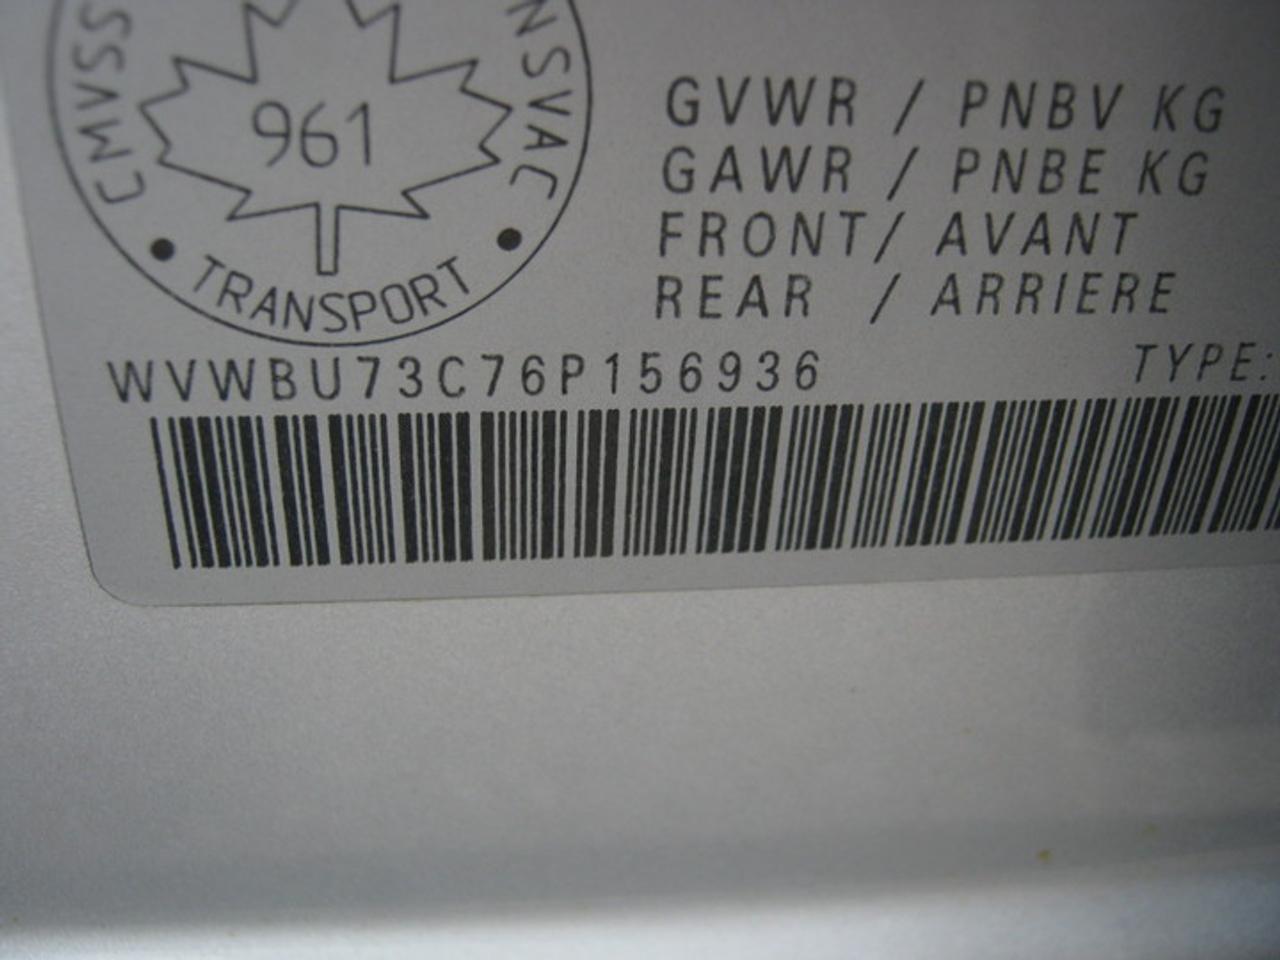 CMVSS
NSVAC
961
TRANSPORT
GVWR / PNBV KG
GAWR / PNBE KG
FRONT / AVANT
REAR / ARRIERE
WVWBU73C76P156936
TYPE: